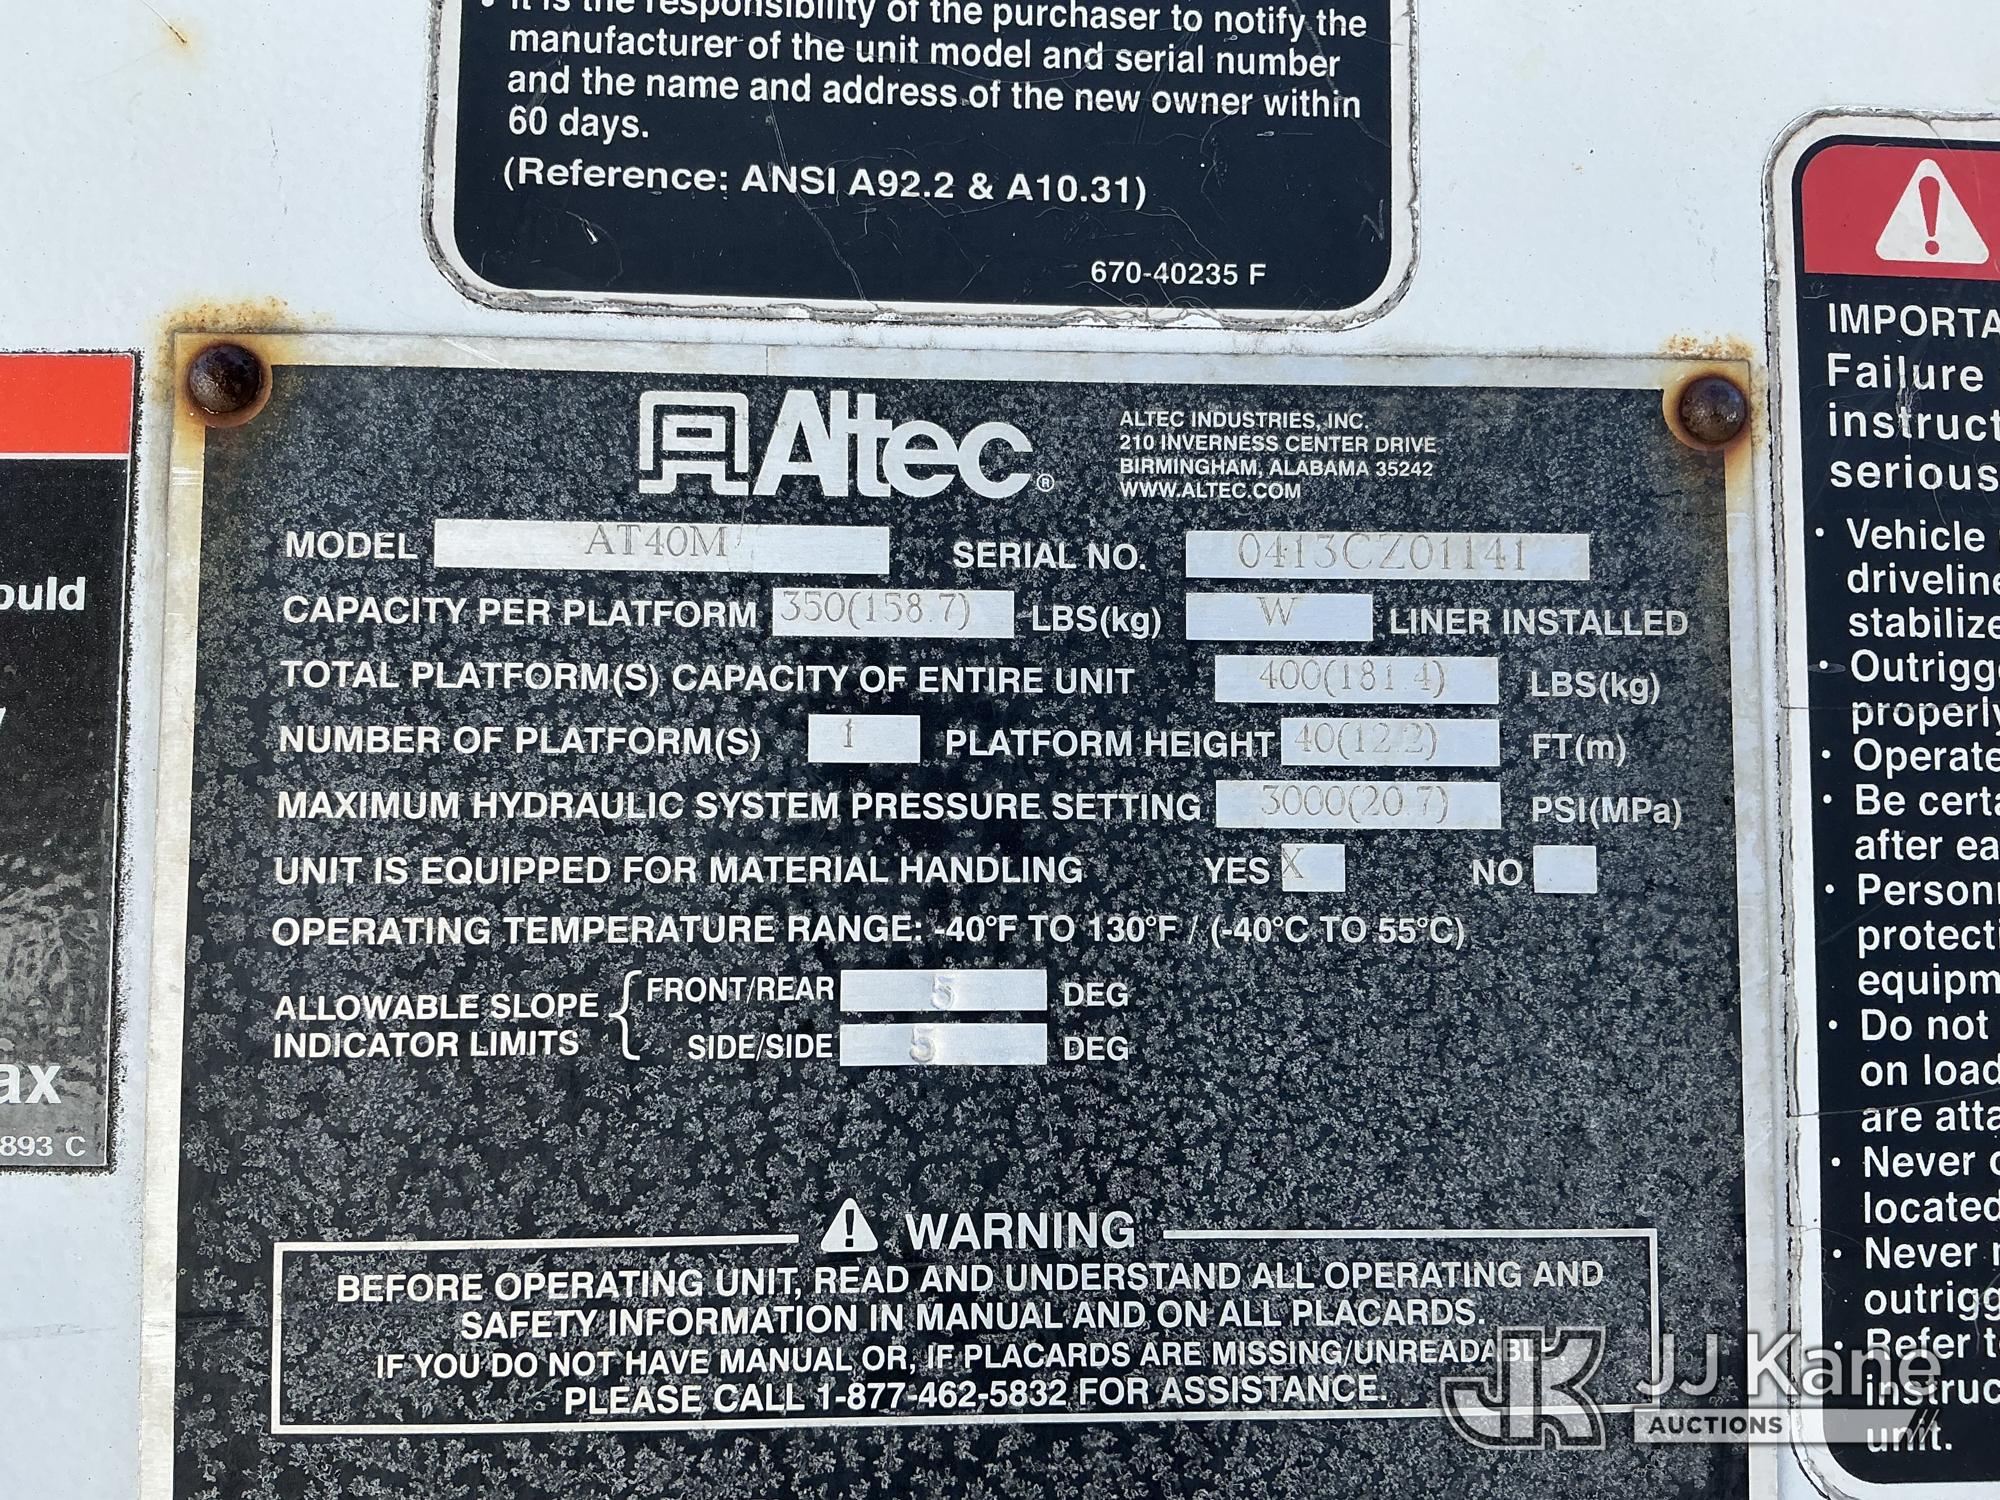 It is the responsibility of the purchaser to notify the
manufacturer of the unit model and serial number
and the name and address of the new owner within
60 days.
(Reference: ANSI A92.2 & A10.31)
670-40235 F
Altec®
ALTEC INDUSTRIES, INC.
210 INVERNESS CENTER DRIVE
BIRMINGHAM, ALABAMA 35242
WWW.ALTEC.COM
MODEL AT40M SERIAL NO. 0413CZ01141
CAPACITY PER PLATFORM 350(158.7) LBS(kg) W LINER INSTALLED
TOTAL PLATFORM(S) CAPACITY OF ENTIRE UNIT 400(181.4) LBS(kg)
NUMBER OF PLATFORM(S) 1 PLATFORM HEIGHT 40(12.2) FT(m)
MAXIMUM HYDRAULIC SYSTEM PRESSURE SETTING 3000(20.7) PSI(MPa)
UNIT IS EQUIPPED FOR MATERIAL HANDLING YES X NO
OPERATING TEMPERATURE RANGE: -40°F TO 130°F / (-40°C TO 55°C)
ALLOWABLE SLOPE
INDICATOR LIMITS
FRONT/REAR 5 DEG
SIDE/SIDE 5 DEG
WARNING
BEFORE OPERATING UNIT, READ AND UNDERSTAND ALL OPERATING AND
SAFETY INFORMATION IN MANUAL AND ON ALL PLACARDS.
IF YOU DO NOT HAVE MANUAL OR, IF PLACARDS ARE MISSING/UNREADABLE,
PLEASE CALL 1-877-462-5832 FOR ASSISTANCE.
ould
ax
893 C
IMPORTA
Failure
instruct
serious
· Vehicle
driveline
stabilize
· Outrigge
properly
· Operate
· Be certa
after ea
· Personn
protecti
equipm
· Do not
on load
are atta
· Never
located
· Never
outrigg
· Refer t
instruc
unit.
JJ Kane
AUCTIONS